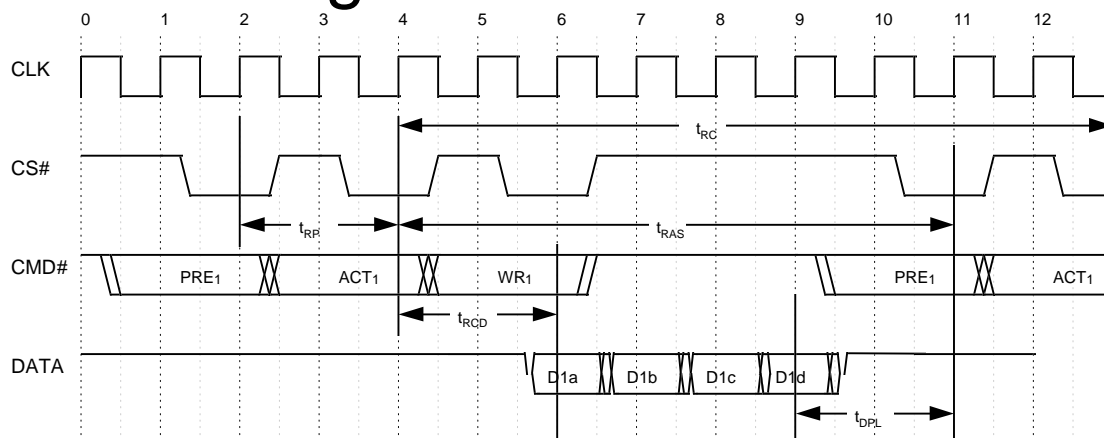 0 1 2 3 4 5 6 7 8 9 10 11 12
CLK
tRC
CS#
tRP tRAS
CMD# PRE1 ACT1 WR1 PRE1 ACT1
tRCD
DATA D1a D1b D1c D1d
tDPL